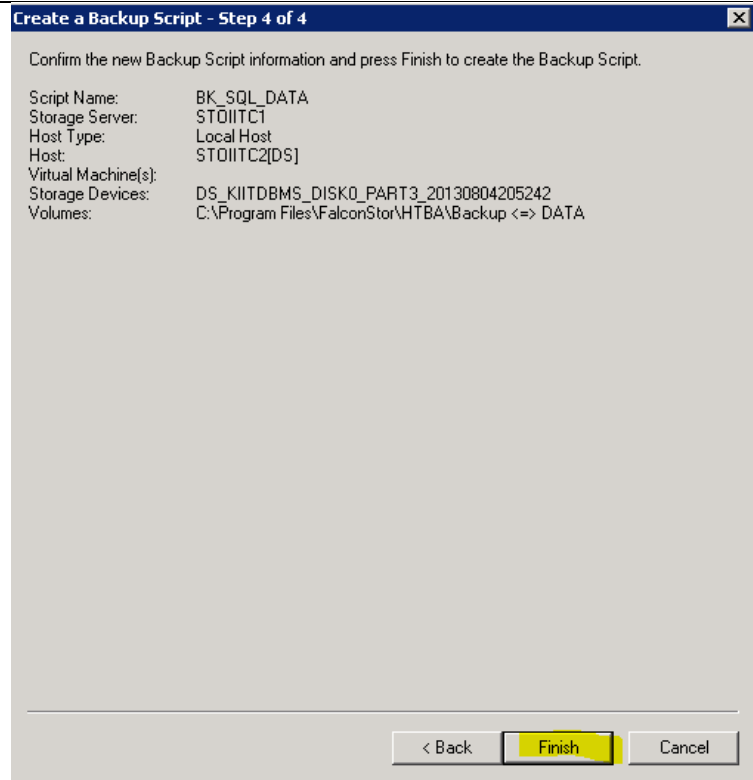 Create a Backup Script - Step 4 of 4
Confirm the new Backup Script information and press Finish to create the Backup Script.
Script Name: BK_SQL_DATA
Storage Server: STOIITC1
Host Type: Local Host
Host: STOIITC2[DS]
Virtual Machine(s):
Storage Devices: DS_KIITDBMS_DISK0_PART3_20130804205242
Volumes: C:\Program Files\FalconStor\HTBA\Backup <=> DATA
< Back Finish Cancel